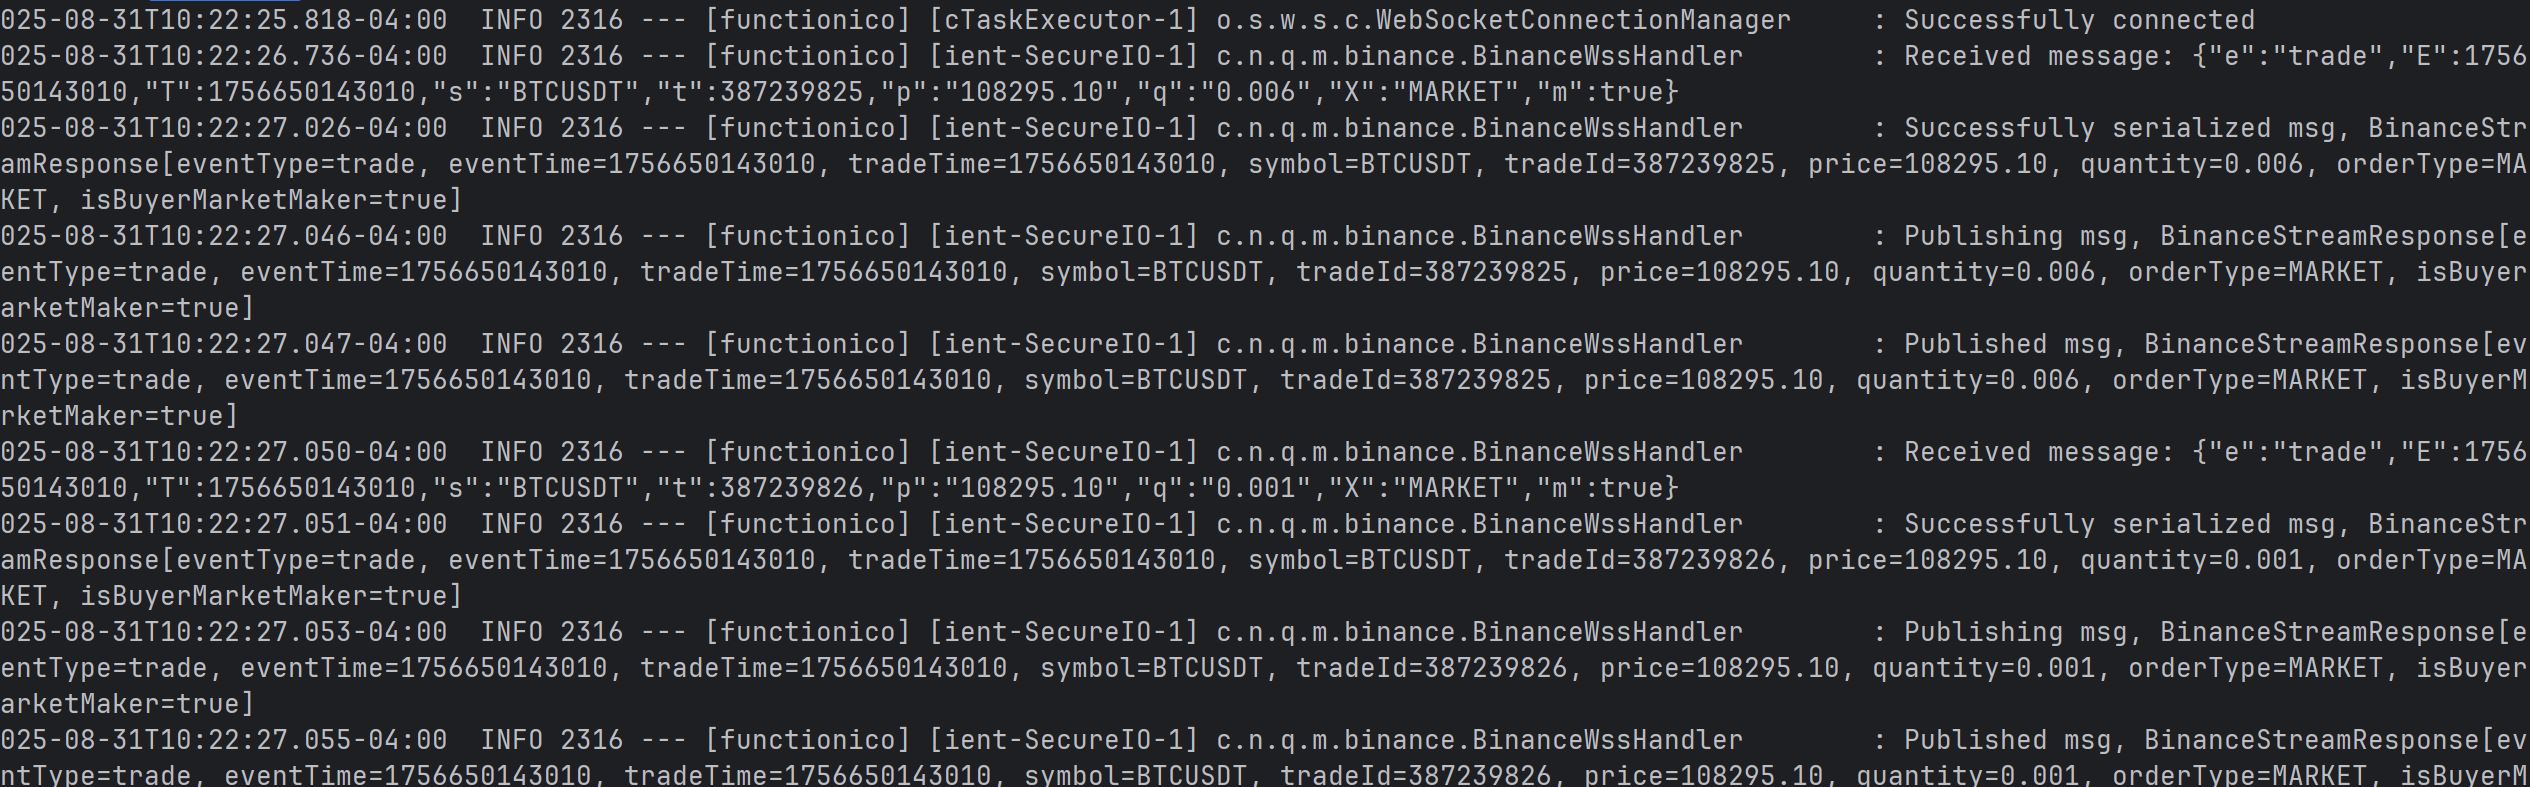 025-08-31T10:22:25.818-04:00  INFO 2316 --- [functionico] [cTaskExecutor-1] o.s.w.s.c.WebSocketConnectionManager     : Successfully connected
025-08-31T10:22:26.736-04:00  INFO 2316 --- [functionico] [ient-SecureIO-1] c.n.q.m.binance.BinanceWssHandler        : Received message: {"e":"trade","E":1756
50143010,"T":1756650143010,"s":"BTCUSDT","t":387239825,"p":"108295.10","q":"0.006","X":"MARKET","m":true}
025-08-31T10:22:27.026-04:00  INFO 2316 --- [functionico] [ient-SecureIO-1] c.n.q.m.binance.BinanceWssHandler        : Successfully serialized msg, BinanceStr
amResponse[eventType=trade, eventTime=1756650143010, tradeTime=1756650143010, symbol=BTCUSDT, tradeId=387239825, price=108295.10, quantity=0.006, orderType=MA
KET, isBuyerMarketMaker=true]
025-08-31T10:22:27.046-04:00  INFO 2316 --- [functionico] [ient-SecureIO-1] c.n.q.m.binance.BinanceWssHandler        : Publishing msg, BinanceStreamResponse[e
entType=trade, eventTime=1756650143010, tradeTime=1756650143010, symbol=BTCUSDT, tradeId=387239825, price=108295.10, quantity=0.006, orderType=MARKET, isBuyer
arketMaker=true]
025-08-31T10:22:27.047-04:00  INFO 2316 --- [functionico] [ient-SecureIO-1] c.n.q.m.binance.BinanceWssHandler        : Published msg, BinanceStreamResponse[ev
ntType=trade, eventTime=1756650143010, tradeTime=1756650143010, symbol=BTCUSDT, tradeId=387239825, price=108295.10, quantity=0.006, orderType=MARKET, isBuyerM
rketMaker=true]
025-08-31T10:22:27.050-04:00  INFO 2316 --- [functionico] [ient-SecureIO-1] c.n.q.m.binance.BinanceWssHandler        : Received message: {"e":"trade","E":1756
50143010,"T":1756650143010,"s":"BTCUSDT","t":387239826,"p":"108295.10","q":"0.001","X":"MARKET","m":true}
025-08-31T10:22:27.051-04:00  INFO 2316 --- [functionico] [ient-SecureIO-1] c.n.q.m.binance.BinanceWssHandler        : Successfully serialized msg, BinanceStr
amResponse[eventType=trade, eventTime=1756650143010, tradeTime=1756650143010, symbol=BTCUSDT, tradeId=387239826, price=108295.10, quantity=0.001, orderType=MA
KET, isBuyerMarketMaker=true]
025-08-31T10:22:27.053-04:00  INFO 2316 --- [functionico] [ient-SecureIO-1] c.n.q.m.binance.BinanceWssHandler        : Publishing msg, BinanceStreamResponse[e
entType=trade, eventTime=1756650143010, tradeTime=1756650143010, symbol=BTCUSDT, tradeId=387239826, price=108295.10, quantity=0.001, orderType=MARKET, isBuyer
arketMaker=true]
025-08-31T10:22:27.055-04:00  INFO 2316 --- [functionico] [ient-SecureIO-1] c.n.q.m.binance.BinanceWssHandler        : Published msg, BinanceStreamResponse[ev
ntType=trade, eventTime=1756650143010, tradeTime=1756650143010, symbol=BTCUSDT, tradeId=387239826, price=108295.10, quantity=0.001, orderType=MARKET, isBuyerM